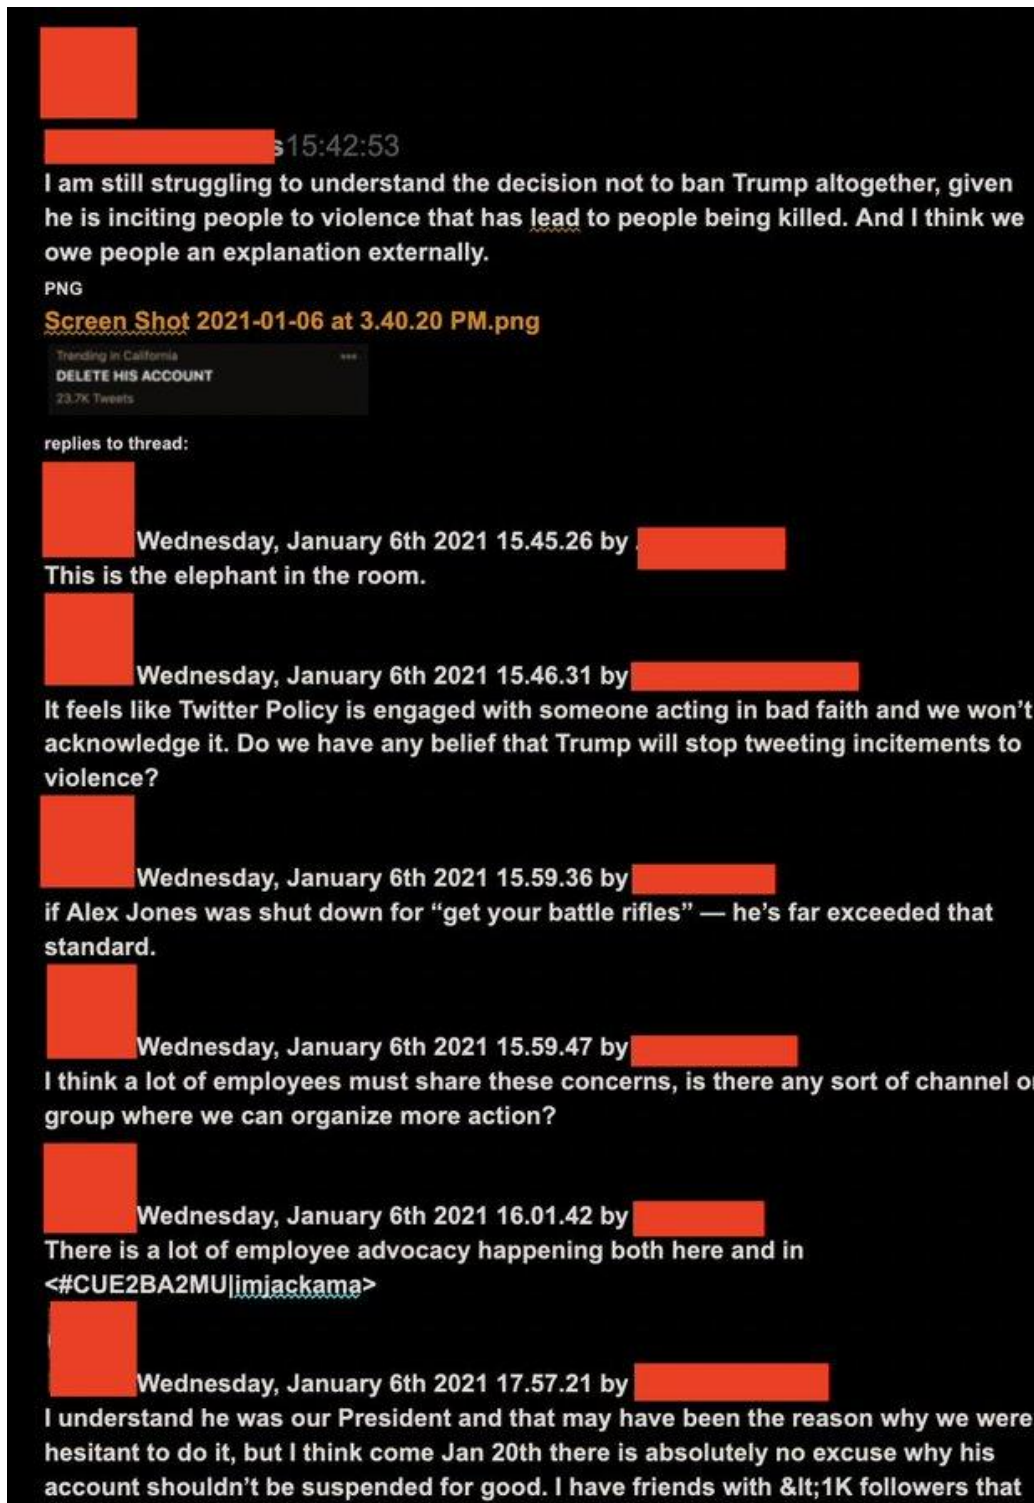 s15:42:53
I am still struggling to understand the decision not to ban Trump altogether, given
he is inciting people to violence that has lead to people being killed. And I think we
owe people an explanation externally.
PNG
Screen Shot 2021-01-06 at 3.40.20 PM.png
Trending in California
DELETE HIS ACCOUNT
23.7K Tweets
replies to thread:
Wednesday, January 6th 2021 15.45.26 by
This is the elephant in the room.
Wednesday, January 6th 2021 15.46.31 by
It feels like Twitter Policy is engaged with someone acting in bad faith and we won't
acknowledge it. Do we have any belief that Trump will stop tweeting incitements to
violence?
Wednesday, January 6th 2021 15.59.36 by
if Alex Jones was shut down for “get your battle rifles” — he's far exceeded that
standard.
Wednesday, January 6th 2021 15.59.47 by
I think a lot of employees must share these concerns, is there any sort of channel or
group where we can organize more action?
Wednesday, January 6th 2021 16.01.42 by
There is a lot of employee advocacy happening both here and in
<#CUE2BA2MU|imjackama>
Wednesday, January 6th 2021 17.57.21 by
I understand he was our President and that may have been the reason why we were
hesitant to do it, but I think come Jan 20th there is absolutely no excuse why his
account shouldn't be suspended for good. I have friends with &lt;1K followers that